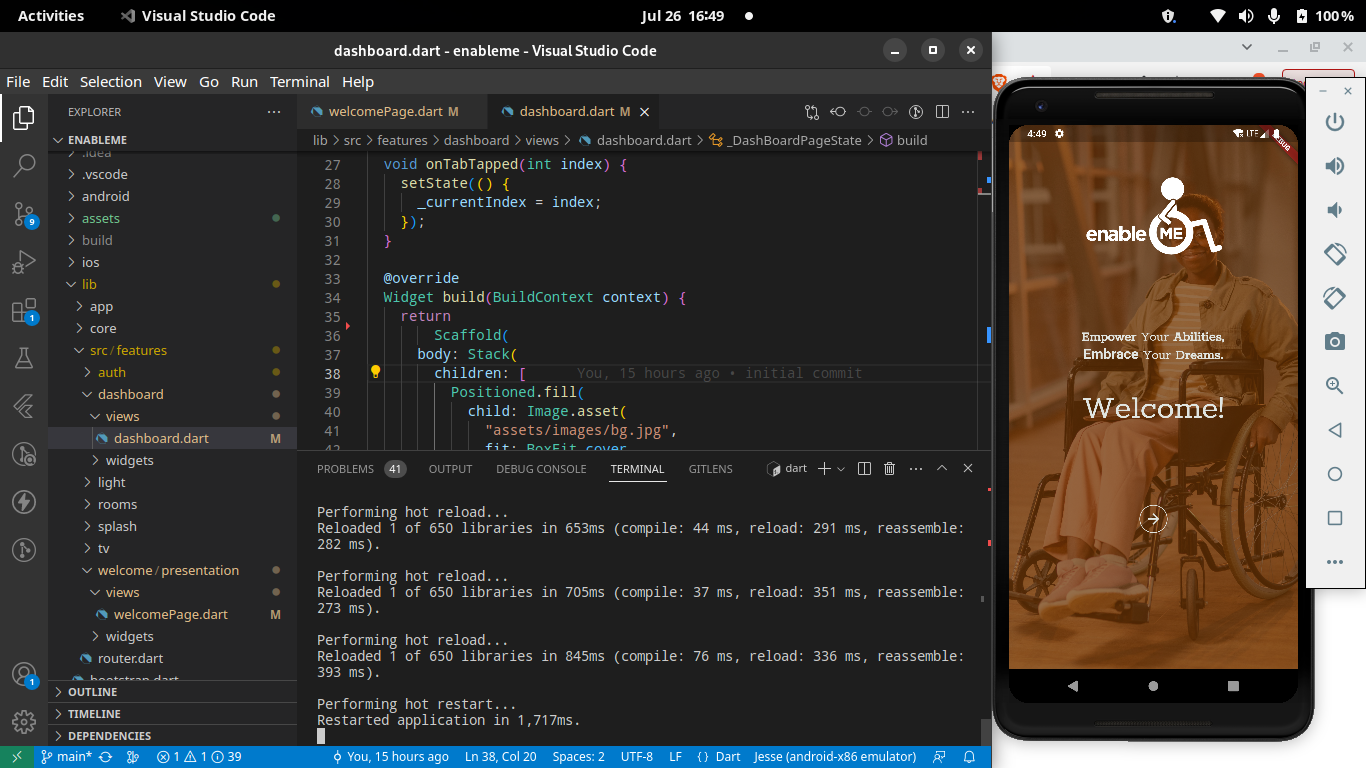 Activities
Visual Studio Code
Jul 26 16:49
100 %
dashboard.dart - enableme - Visual Studio Code
File Edit Selection View Go Run Terminal Help
EXPLORER
ENABLEME
.idea
.vscode
android
assets
build
ios
lib
app
core
src / features
auth
dashboard
views
dashboard.dart M
widgets
light
rooms
splash
tv
welcome / presentation
views
welcomePage.dart M
widgets
router.dart
bootstrap.dart
OUTLINE
TIMELINE
DEPENDENCIES
9
1
1
welcomePage.dart M
dashboard.dart M
lib > src > features > dashboard > views > dashboard.dart > _DashBoardPageState > build
27 void onTabTapped(int index) {
28 setState(() {
29 _currentIndex = index;
30 });
31 }
32
33 @override
34 Widget build(BuildContext context) {
35 return
36 Scaffold(
37 body: Stack(
38 children: [ You, 15 hours ago • initial commit
39 Positioned.fill(
40 child: Image.asset(
41 "assets/images/bg.jpg",
42 fit: BoxFit.cover
PROBLEMS 41 OUTPUT DEBUG CONSOLE TERMINAL GITLENS
dart
Performing hot reload...
Reloaded 1 of 650 libraries in 653ms (compile: 44 ms, reload: 291 ms, reassemble:
282 ms).
Performing hot reload...
Reloaded 1 of 650 libraries in 705ms (compile: 37 ms, reload: 351 ms, reassemble:
273 ms).
Performing hot reload...
Reloaded 1 of 650 libraries in 845ms (compile: 76 ms, reload: 336 ms, reassemble:
393 ms).
Performing hot restart...
Restarted application in 1,717ms.
main* 1 1 39
You, 15 hours ago
Ln 38, Col 20
Spaces: 2
UTF-8
LF
{ } Dart
Jesse (android-x86 emulator)
4:49
LTE
DEBUG
enable ME
Empower Your Abilities,
Embrace Your Dreams.
Welcome!